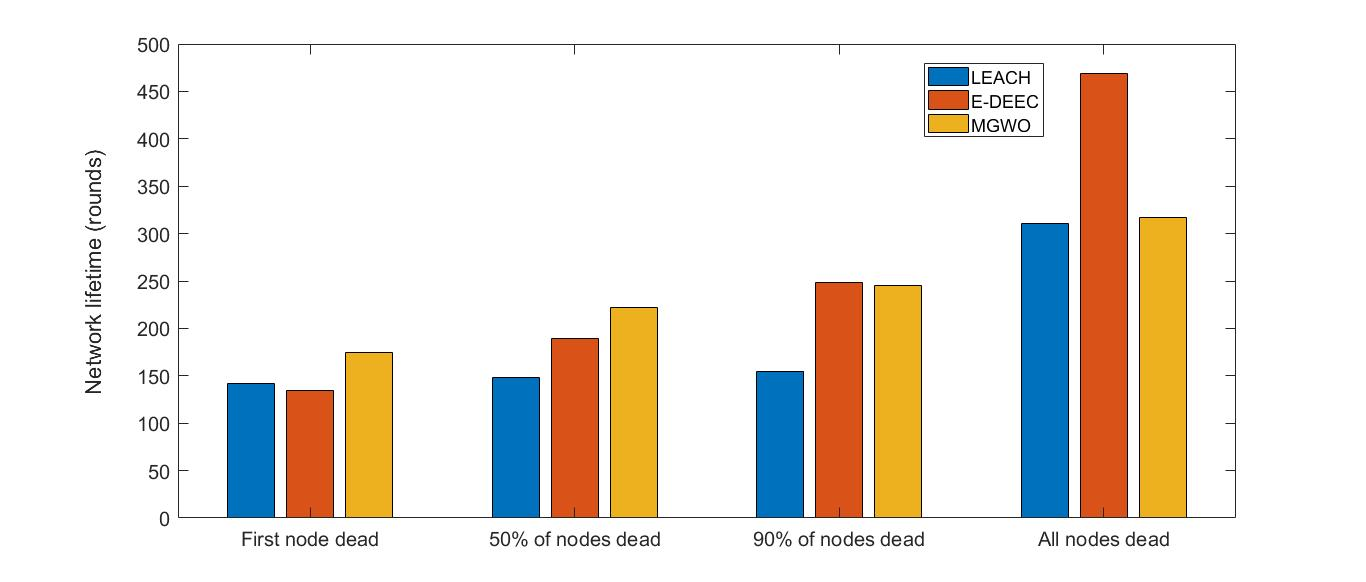 500
450
400
350
300
250
200
150
100
50
0
Network lifetime (rounds)
LEACH
E-DEEC
MGWO
First node dead
50% of nodes dead
90% of nodes dead
All nodes dead